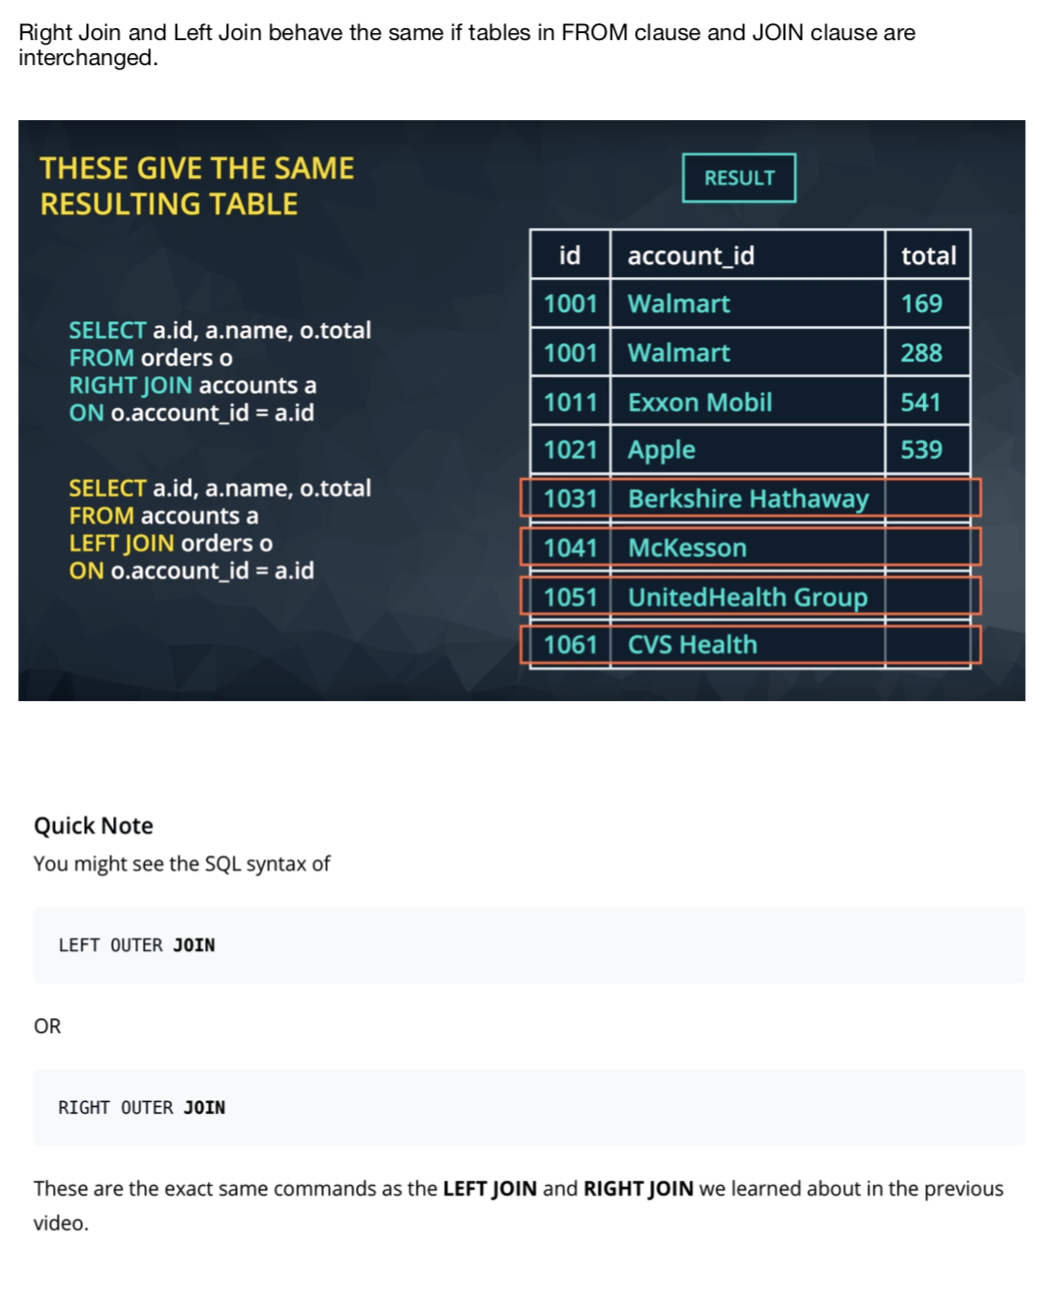 Right Join and Left Join behave the same if tables in FROM clause and JOIN clause are
interchanged.
THESE GIVE THE SAME
RESULTING TABLE
SELECT a.id, a.name, o.total
FROM orders o
RIGHT JOIN accounts a
ON o.account_id = a.id
SELECT a.id, a.name, o.total
FROM accounts a
LEFT JOIN orders o
ON o.account_id = a.id
RESULT
id account_id total
1001 Walmart 169
1001 Walmart 288
1011 Exxon Mobil 541
1021 Apple 539
1031 Berkshire Hathaway
1041 McKesson
1051 UnitedHealth Group
1061 CVS Health
Quick Note
You might see the SQL syntax of
LEFT OUTER JOIN
OR
RIGHT OUTER JOIN
These are the exact same commands as the LEFT JOIN and RIGHT JOIN we learned about in the previous
video.